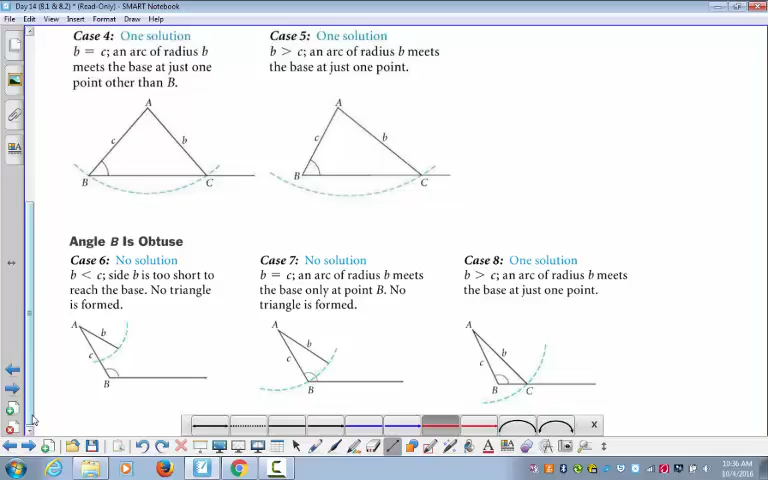 Day 14 (8.1 & 8.2) * (Read-Only) - SMART Notebook
File Edit View Insert Format Draw Help
Case 4: One solution
b = c; an arc of radius b
meets the base at just one
point other than B.
Case 5: One solution
b > c; an arc of radius b meets
the base at just one point.
A
c
b
B
C
A
c
b
B
C
Angle B Is Obtuse
Case 6: No solution
b < c; side b is too short to
reach the base. No triangle
is formed.
Case 7: No solution
b = c; an arc of radius b meets
the base only at point B. No
triangle is formed.
Case 8: One solution
b > c; an arc of radius b meets
the base at just one point.
A
b
c
B
A
b
c
B
A
b
c
B
C
X
10:36 AM
10/4/2016